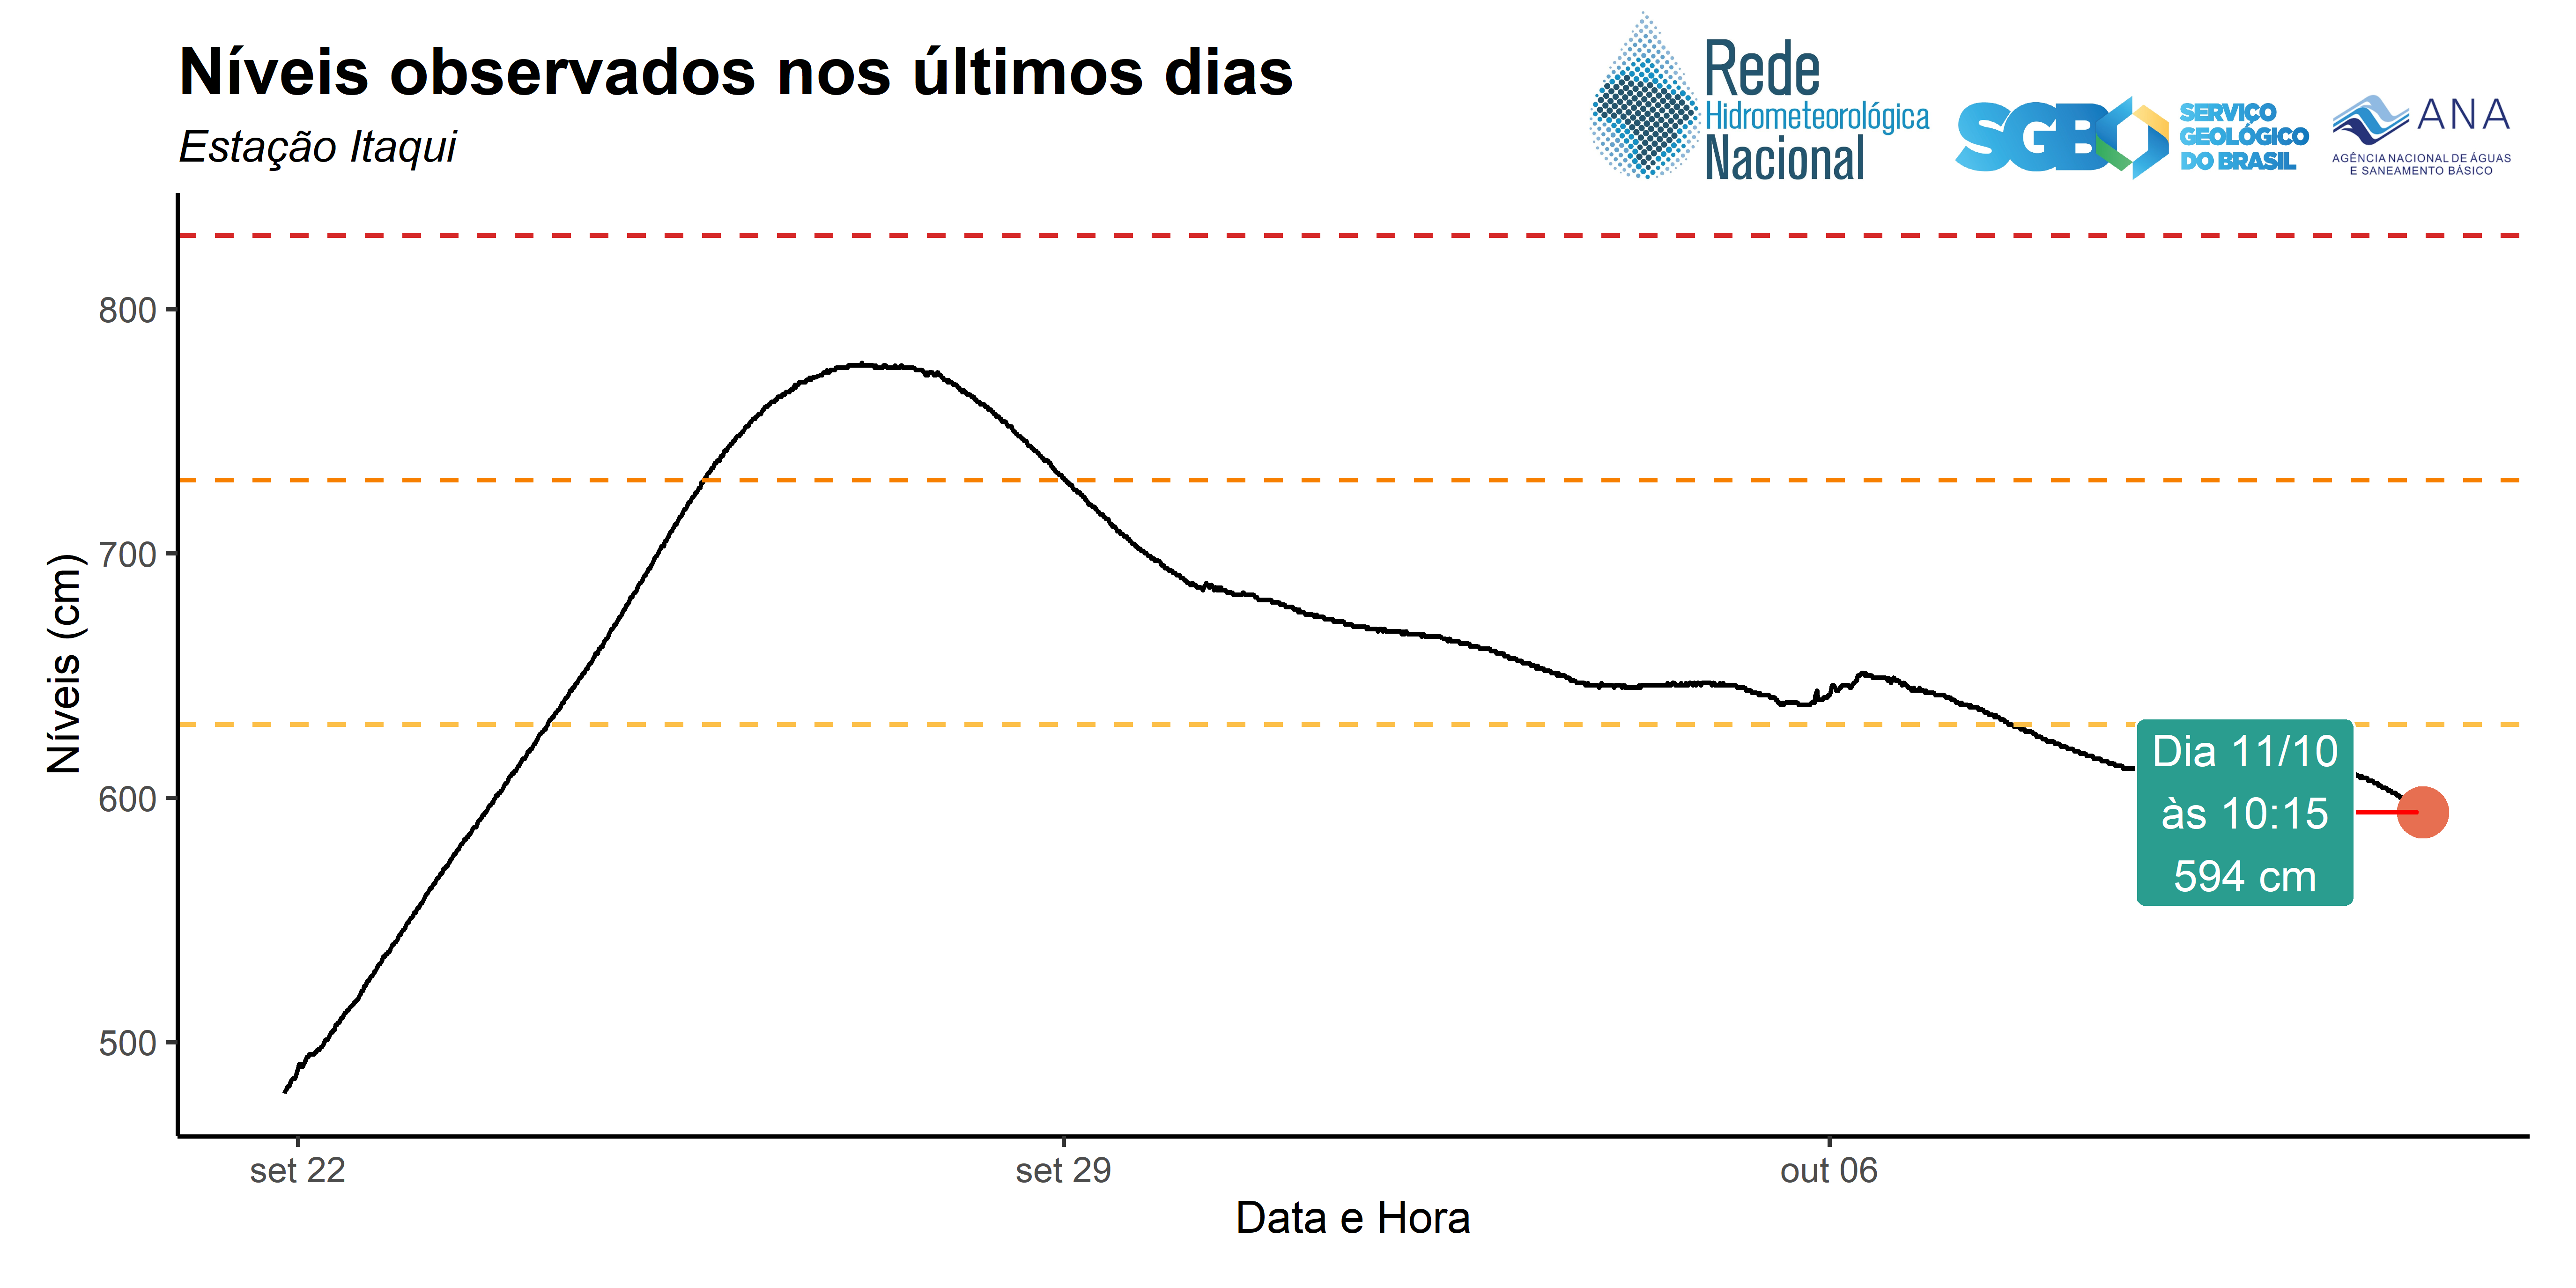 Níveis observados nos últimos dias
Estação Itaqui
Rede
Hidrometeorológica
Nacional
SGB
SERVIÇO
GEOLÓGICO
DO BRASIL
ANA
AGÊNCIA NACIONAL DE ÁGUAS
E SANEAMENTO BÁSICO
Níveis (cm)
800
700
600
500
Dia 11/10
às 10:15
594 cm
set 22
set 29
out 06
Data e Hora